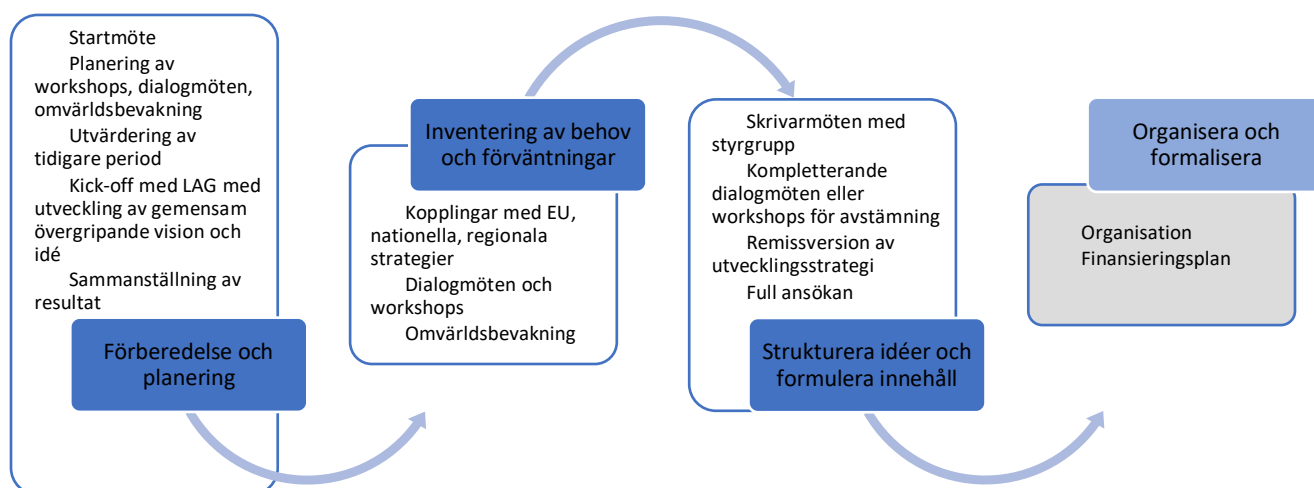 Startmöte
Planering av
workshops, dialogmöten,
omvärldsbevakning
Utvärdering av
tidigare period
Kick-off med LAG med
utveckling av gemensam
övergripande vision och
idé
Sammanställning av
resultat
Förberedelse och
planering
Inventering av behov
och förväntningar
Kopplingar med EU,
nationella, regionala
strategier
Dialogmöten och
workshops
Omvärldsbevakning
Skrivarmöten med
styrgrupp
Kompletterande
dialogmöten eller
workshops för avstämning
Remissversion av
utvecklingsstrategi
Full ansökan
Strukturera idéer och
formulera innehåll
Organisera och
formalisera
Organisation
Finansieringsplan